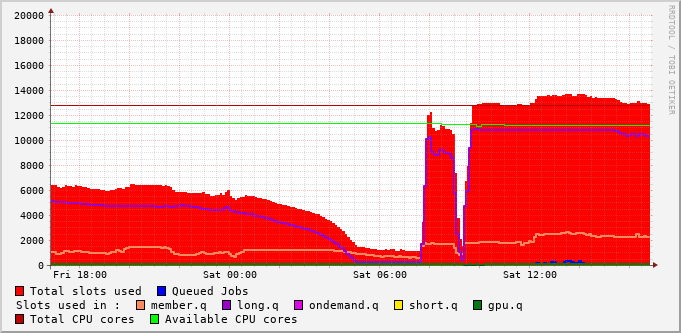 20000
18000
16000
14000
12000
10000
8000
6000
4000
2000
0
Fri 18:00 Sat 00:00 Sat 06:00 Sat 12:00
RRDTOOL / TOBI OETIKER
Total slots used Queued Jobs
Slots used in : member.q long.q ondemand.q short.q gpu.q
Total CPU cores Available CPU cores